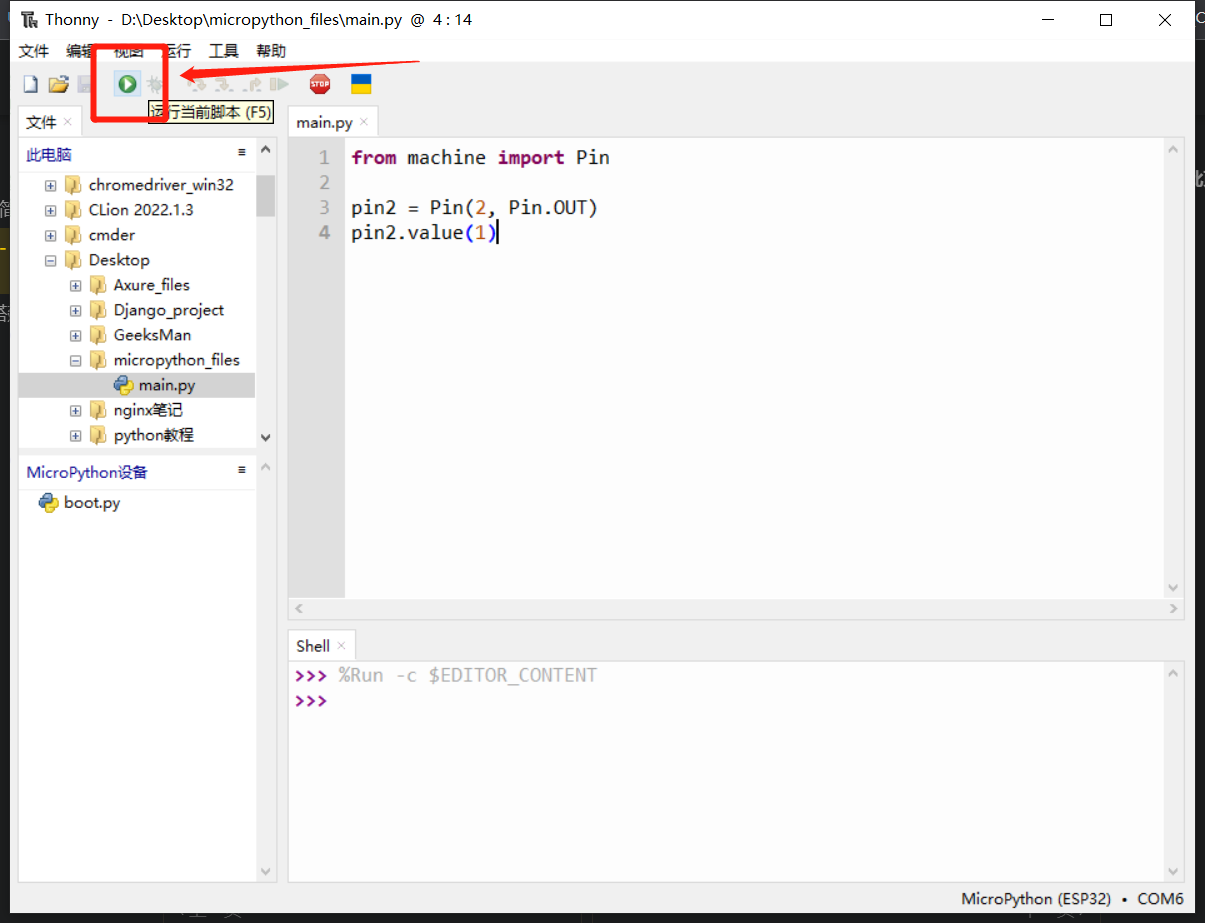 Thonny - D:\Desktop\micropython_files\main.py @ 4 : 14
文件 编辑 视图 运行 工具 帮助
STOP
运行当前脚本 (F5)
文件
此电脑
chromedriver_win32
CLion 2022.1.3
cmder
Desktop
Axure_files
Django_project
GeeksMan
micropython_files
main.py
nginx笔记
python教程
MicroPython设备
boot.py
main.py
1 from machine import Pin
2
3 pin2 = Pin(2, Pin.OUT)
4 pin2.value(1)
Shell
>>> %Run -c $EDITOR_CONTENT
>>>
MicroPython (ESP32) • COM6